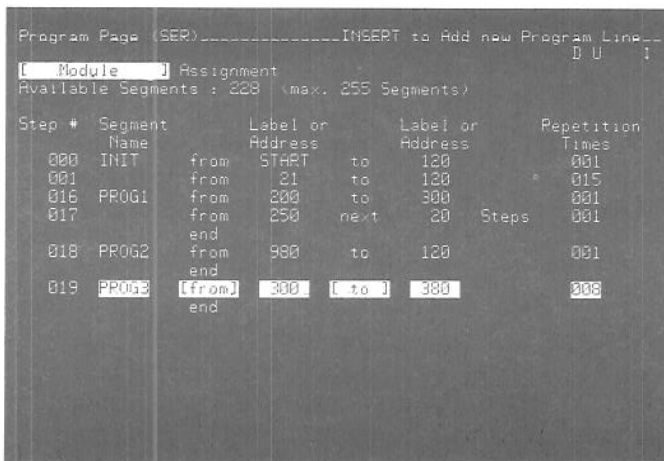 Program Page (SER)______________INSERT to Add new Program Line__
D U I
[ Module ] Assignment
Available Segments : 228 (max. 255 Segments)
Step # Segment Label or Label or Repetition
Name Address Address Times
000 INIT from START to 120 001
001 from 21 to 120 015
016 PROG1 from 200 to 300 001
017 from 250 next 20 Steps 001
end
018 PROG2 from 980 to 120 001
end
019 PROG3 [from] 300 [ to ] 380 008
end